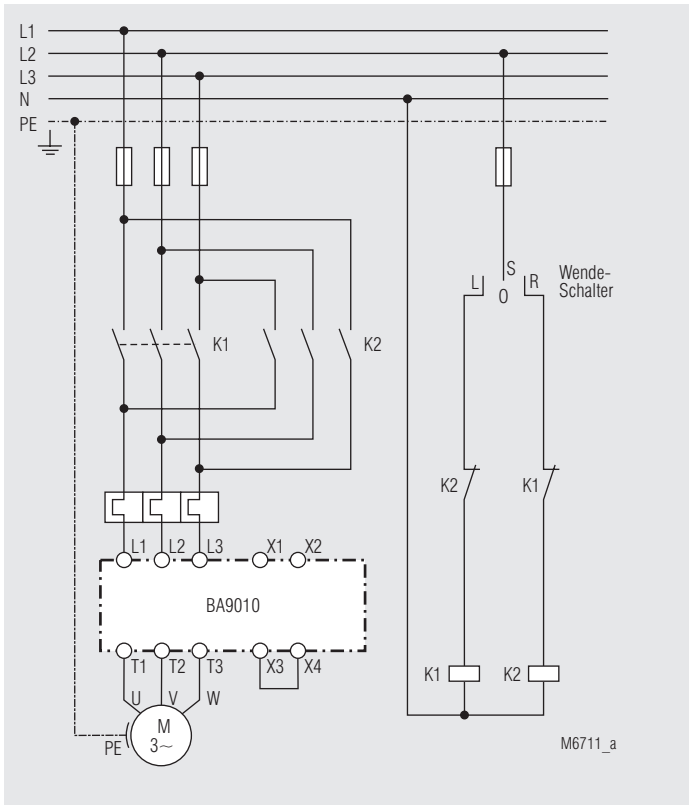 L1
L2
L3
N
PE
L
S
O
R
Wende-
Schalter
K1
K2
K2
K1
L1
L2
L3
X1
X2
BA9010
T1
T2
T3
X3
X4
U
V
W
K1
K2
M
3~
PE
M6711_a